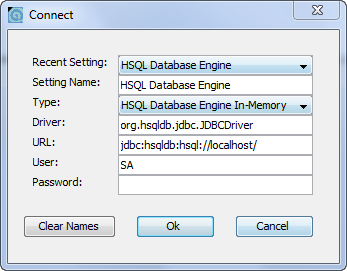 Connect
Recent Setting: HSQL Database Engine
Setting Name: HSQL Database Engine
Type: HSQL Database Engine In-Memory
Driver: org.hsqldb.jdbc.JDBCDriver
URL: jdbc:hsqldb:hsql://localhost/
User: SA
Password:
Clear Names Ok Cancel